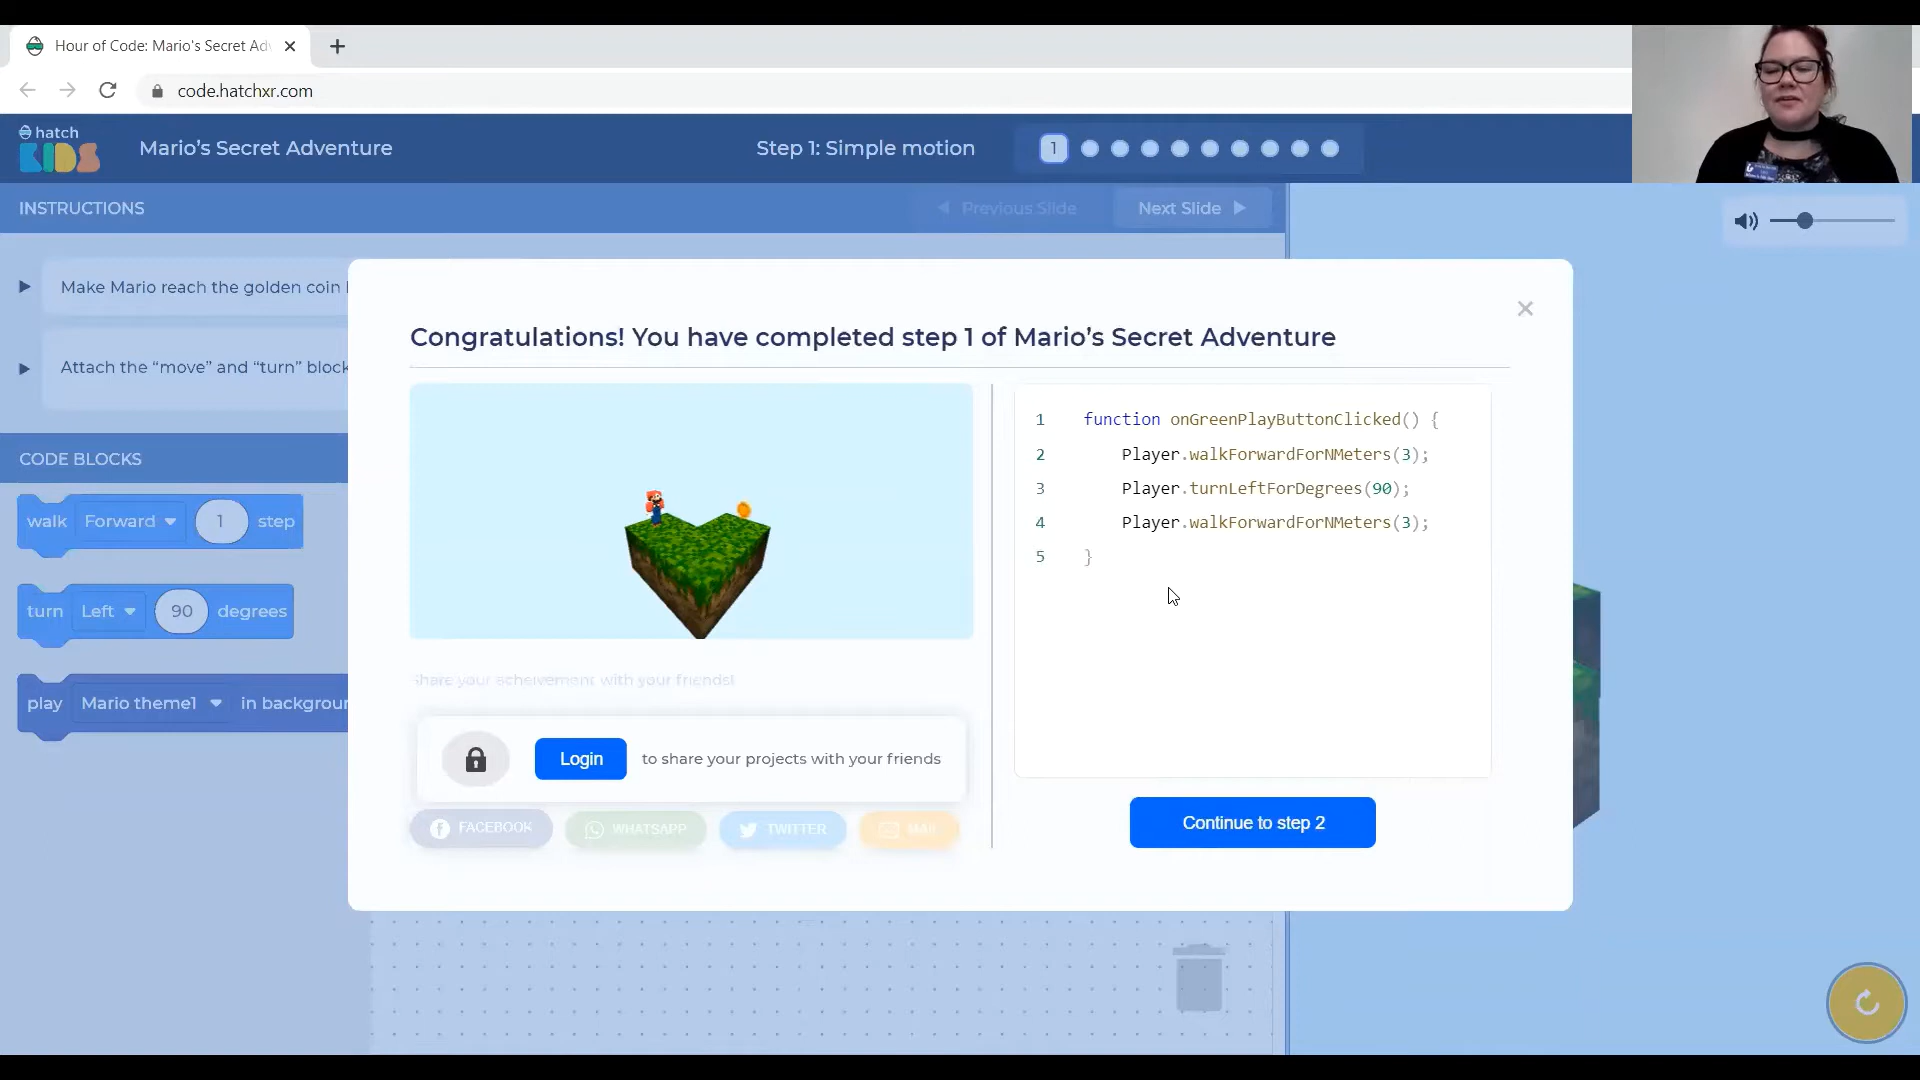 Hour of Code: Mario's Secret Adv
code.hatchxr.com
hatch
KIDS
Mario's Secret Adventure
Step 1: Simple motion
1
INSTRUCTIONS
Previous Slide
Next Slide
Make Mario reach the golden coin
Attach the “move” and “turn” block
CODE BLOCKS
walk Forward 1 step
turn Left 90 degrees
play Mario theme1 in backgroun
Congratulations! You have completed step 1 of Mario's Secret Adventure
1 function onGreenPlayButtonClicked() {
2 Player.walkForwardForNMeters(3);
3 Player.turnLeftForDegrees(90);
4 Player.walkForwardForNMeters(3);
5 }
Share your acheivement with your friends!
Login to share your projects with your friends
FACEBOOK
WHATSAPP
TWITTER
MAIL
Continue to step 2